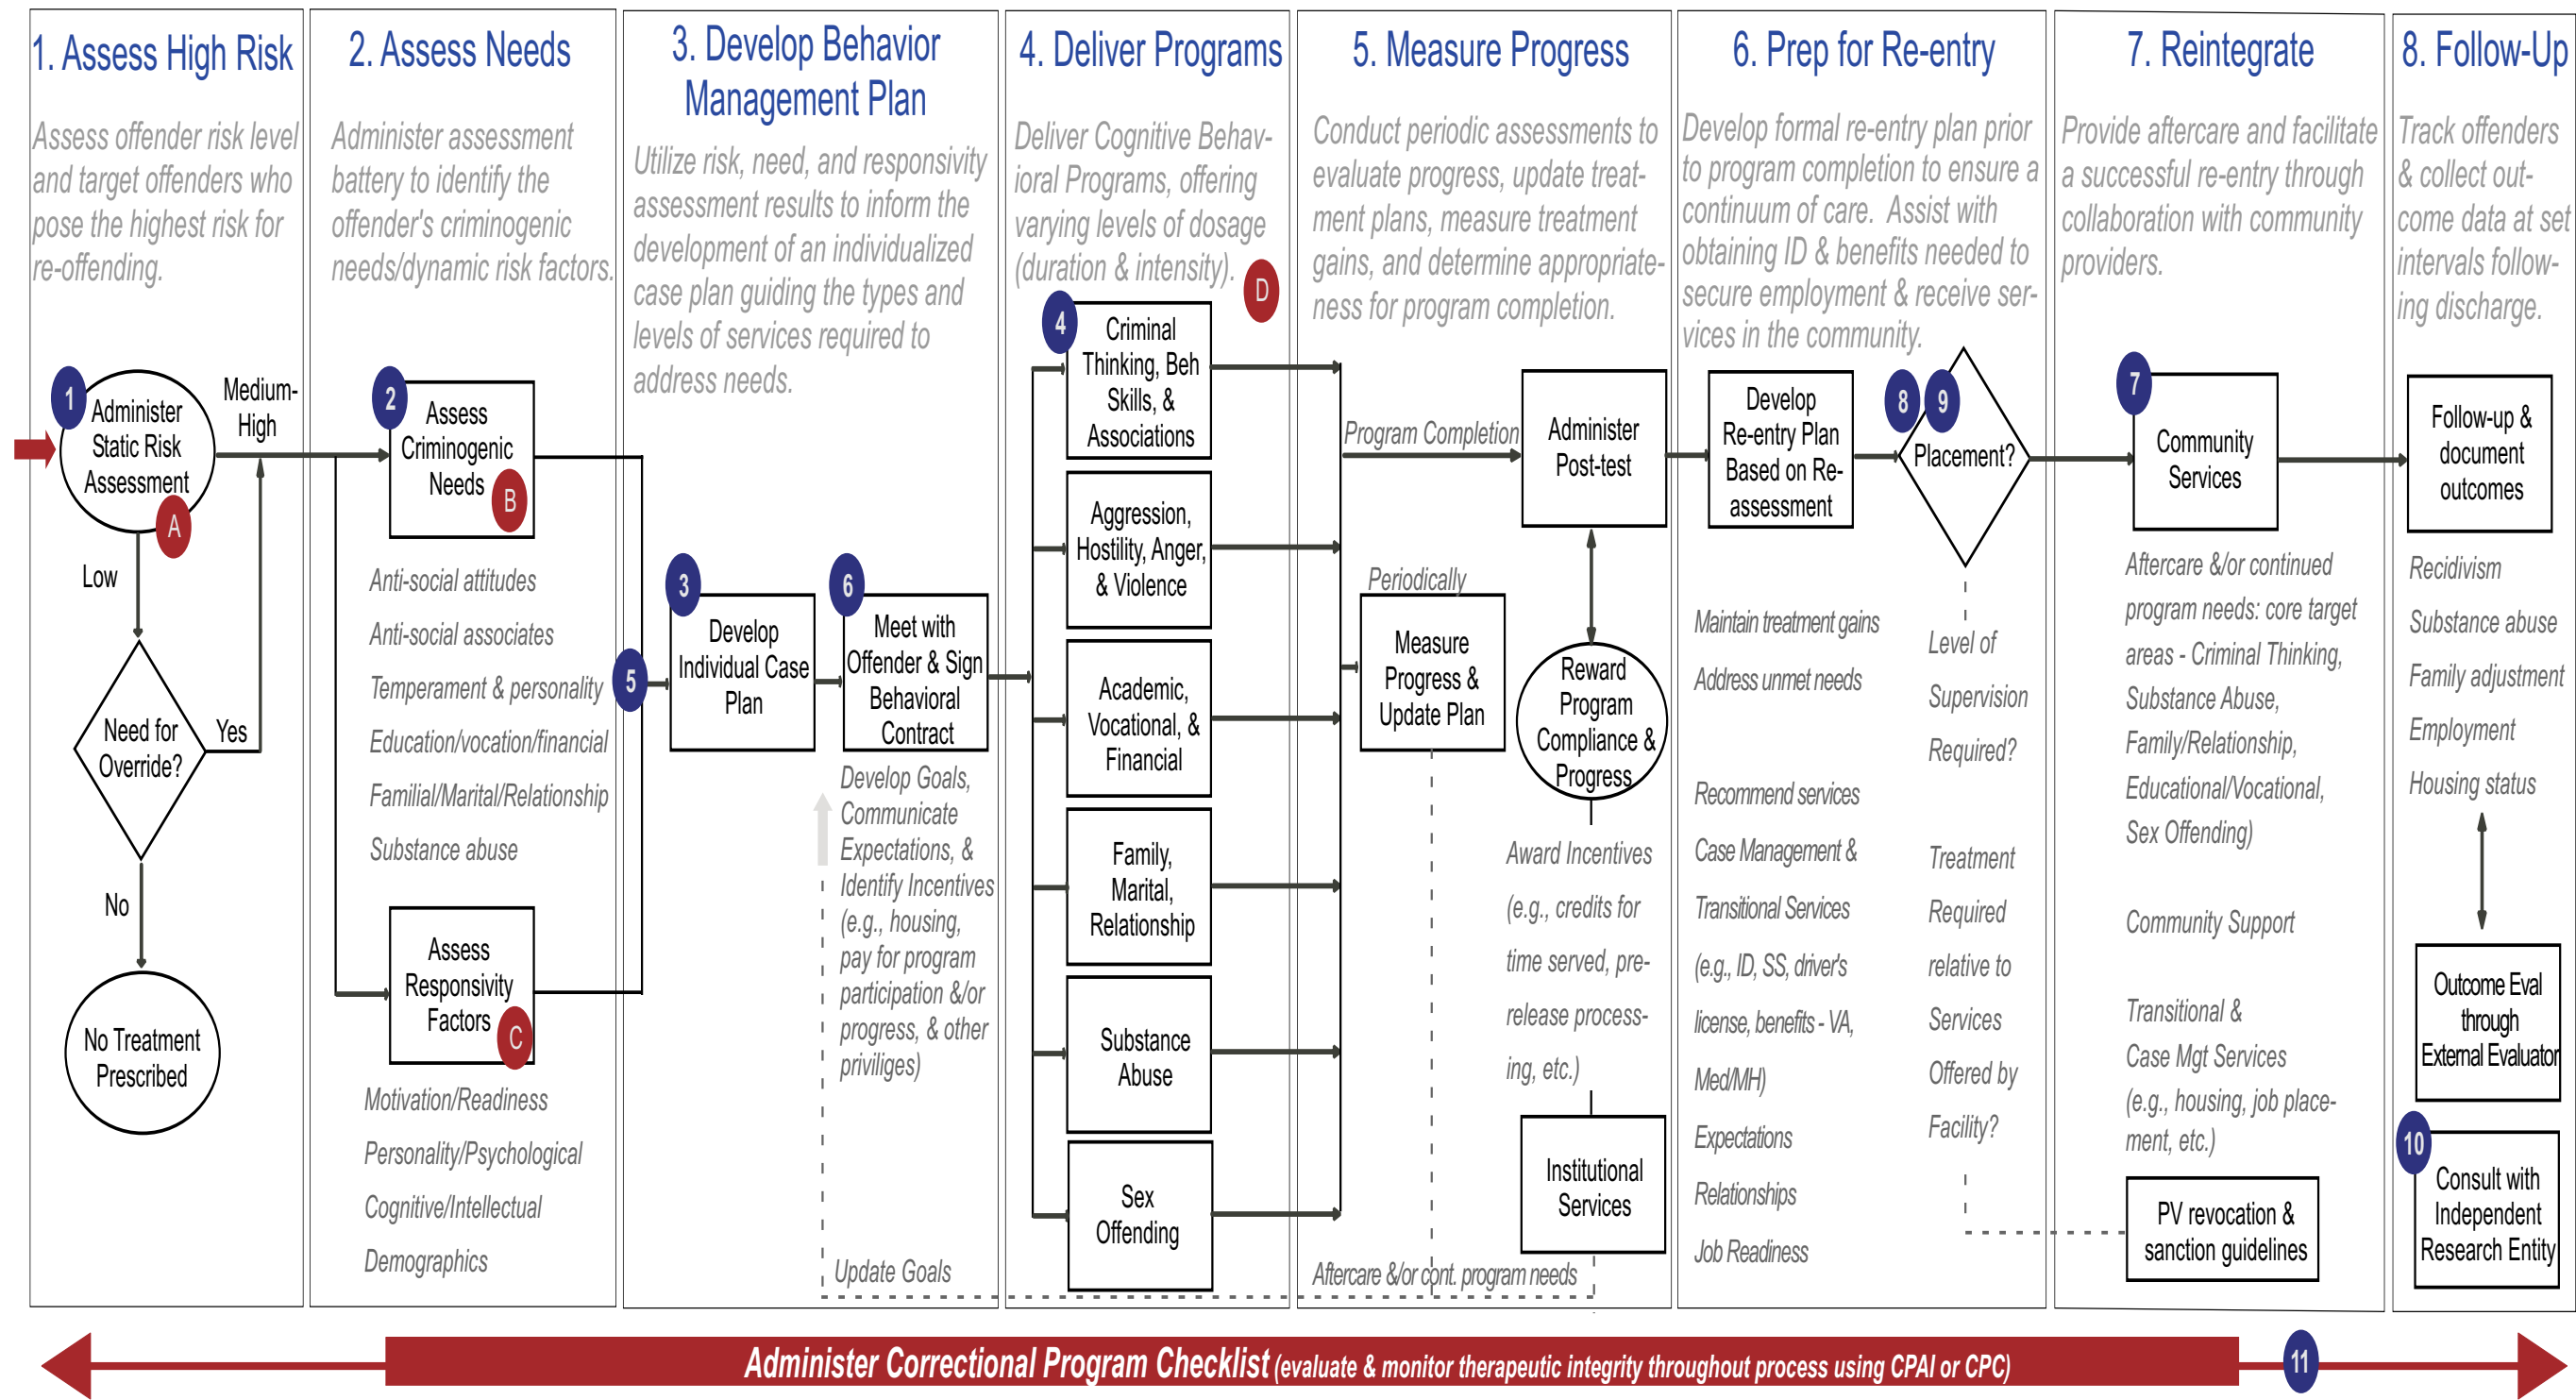 1. Assess High Risk
Assess offender risk level
and target offenders who
pose the highest risk for
re-offending.
1
Administer
Static Risk
Assessment
A
Medium-
High
Low
Need for
Override?
Yes
No
No Treatment
Prescribed
2. Assess Needs
Administer assessment
battery to identify the
offender's criminogenic
needs/dynamic risk factors.
2
Assess
Criminogenic
Needs
B
Anti-social attitudes
Anti-social associates
Temperament & personality
Education/vocation/financial
Familial/Marital/Relationship
Substance abuse
Assess
Responsivity
Factors
C
Motivation/Readiness
Personality/Psychological
Cognitive/Intellectual
Demographics
3. Develop Behavior
Management Plan
Utilize risk, need, and responsivity
assessment results to inform the
development of an individualized
case plan guiding the types and
levels of services required to
address needs.
5
3
Develop
Individual Case
Plan
6
Meet with
Offender & Sign
Behavioral
Contract
Develop Goals,
Communicate
Expectations, &
Identify Incentives
(e.g., housing,
pay for program
participation &/or
progress, & other
priviliges)
Update Goals
4. Deliver Programs
Deliver Cognitive Behav-
ioral Programs, offering
varying levels of dosage
(duration & intensity).
D
4
Criminal
Thinking, Beh
Skills, &
Associations
Aggression,
Hostility, Anger,
& Violence
Academic,
Vocational, &
Financial
Family,
Marital,
Relationship
Substance
Abuse
Sex
Offending
5. Measure Progress
Conduct periodic assessments to
evaluate progress, update treat-
ment plans, measure treatment
gains, and determine appropriate-
ness for program completion.
Program Completion
Administer
Post-test
Periodically
Measure
Progress &
Update Plan
Reward
Program
Compliance &
Progress
Award Incentives
(e.g., credits for
time served, pre-
release process-
ing, etc.)
Institutional
Services
Aftercare &/or cont. program needs
6. Prep for Re-entry
Develop formal re-entry plan prior
to program completion to ensure a
continuum of care. Assist with
obtaining ID & benefits needed to
secure employment & receive ser-
vices in the community.
Develop
Re-entry Plan
Based on Re-
assessment
8
9
Placement?
Maintain treatment gains
Address unmet needs
Recommend services
Case Management &
Transitional Services
(e.g., ID, SS, driver's
license, benefits - VA,
Med/MH)
Expectations
Relationships
Job Readiness
Level of
Supervision
Required?
Treatment
Required
relative to
Services
Offered by
Facility?
7. Reintegrate
Provide aftercare and facilitate
a successful re-entry through
collaboration with community
providers.
7
Community
Services
Aftercare &/or continued
program needs: core target
areas - Criminal Thinking,
Substance Abuse,
Family/Relationship,
Educational/Vocational,
Sex Offending)
Community Support
Transitional &
Case Mgt Services
(e.g., housing, job place-
ment, etc.)
PV revocation &
sanction guidelines
8. Follow-Up
Track offenders
& collect out-
come data at set
intervals follow-
ing discharge.
Follow-up &
document
outcomes
Recidivism
Substance abuse
Family adjustment
Employment
Housing status
Outcome Eval
through
External Evaluator
10
Consult with
Independent
Research Entity
Administer Correctional Program Checklist (evaluate & monitor therapeutic integrity throughout process using CPAI or CPC)
11